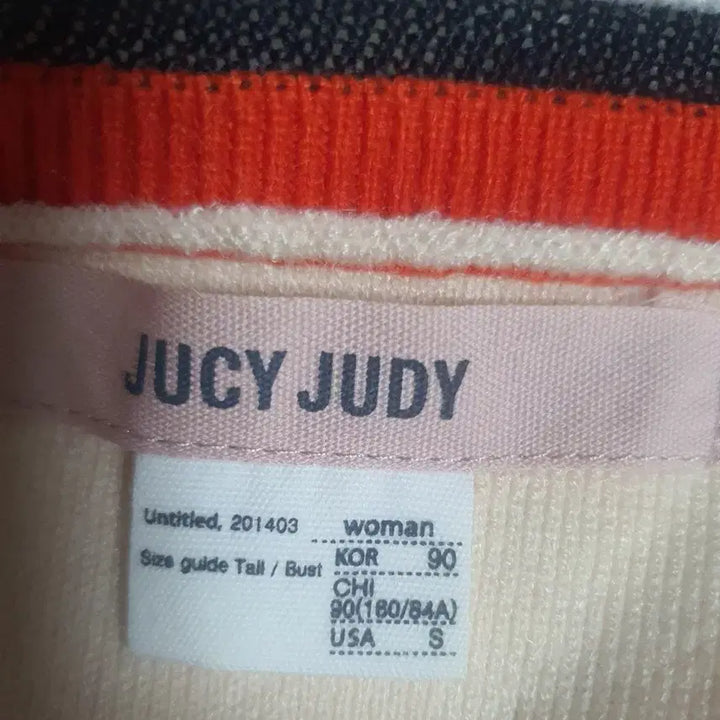 JUCY JUDY
Untitled, 201403
Size guide Tall / Bust
woman
KOR 90
CHI
90(160/84A)
USA S